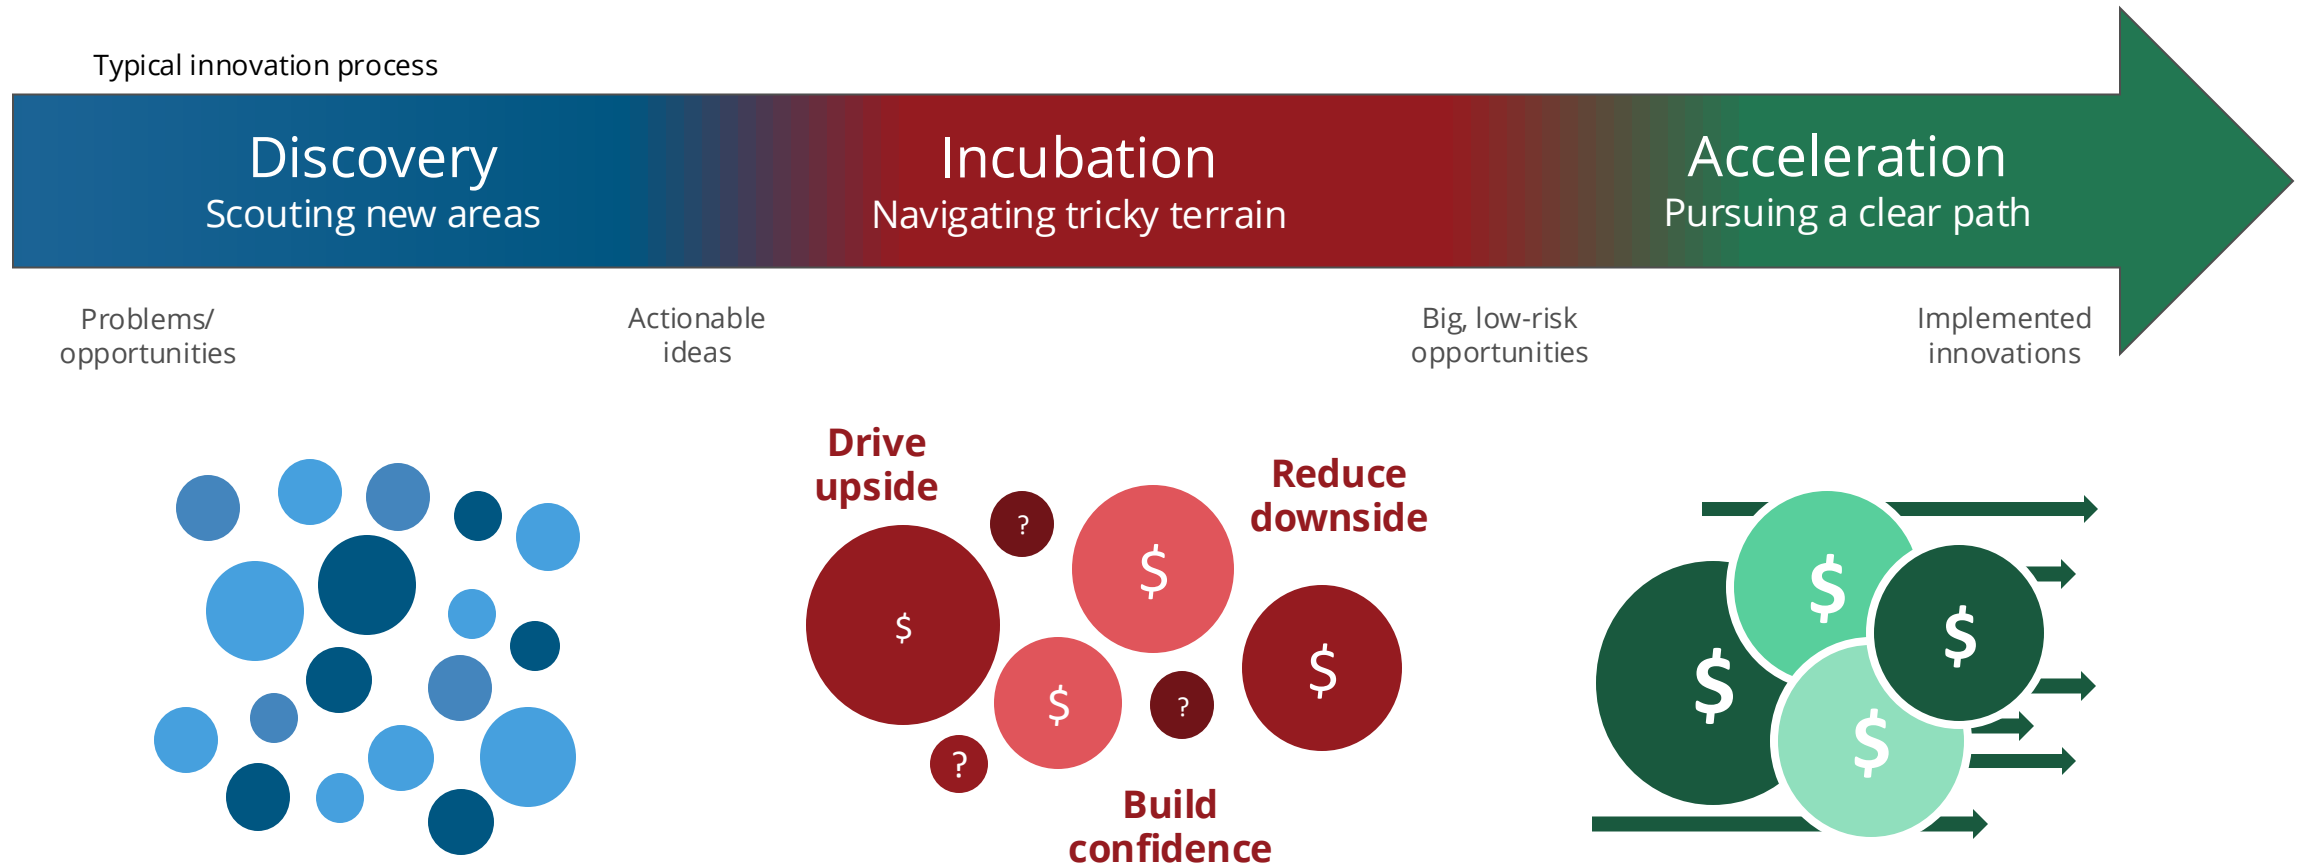 Typical innovation process
Discovery
Scouting new areas
Incubation
Navigating tricky terrain
Acceleration
Pursuing a clear path
Problems/
opportunities
Actionable
ideas
Big, low-risk
opportunities
Implemented
innovations
Drive
upside
Reduce
downside
?
$
$
$
$
?
?
Build
confidence
$
$
$
$